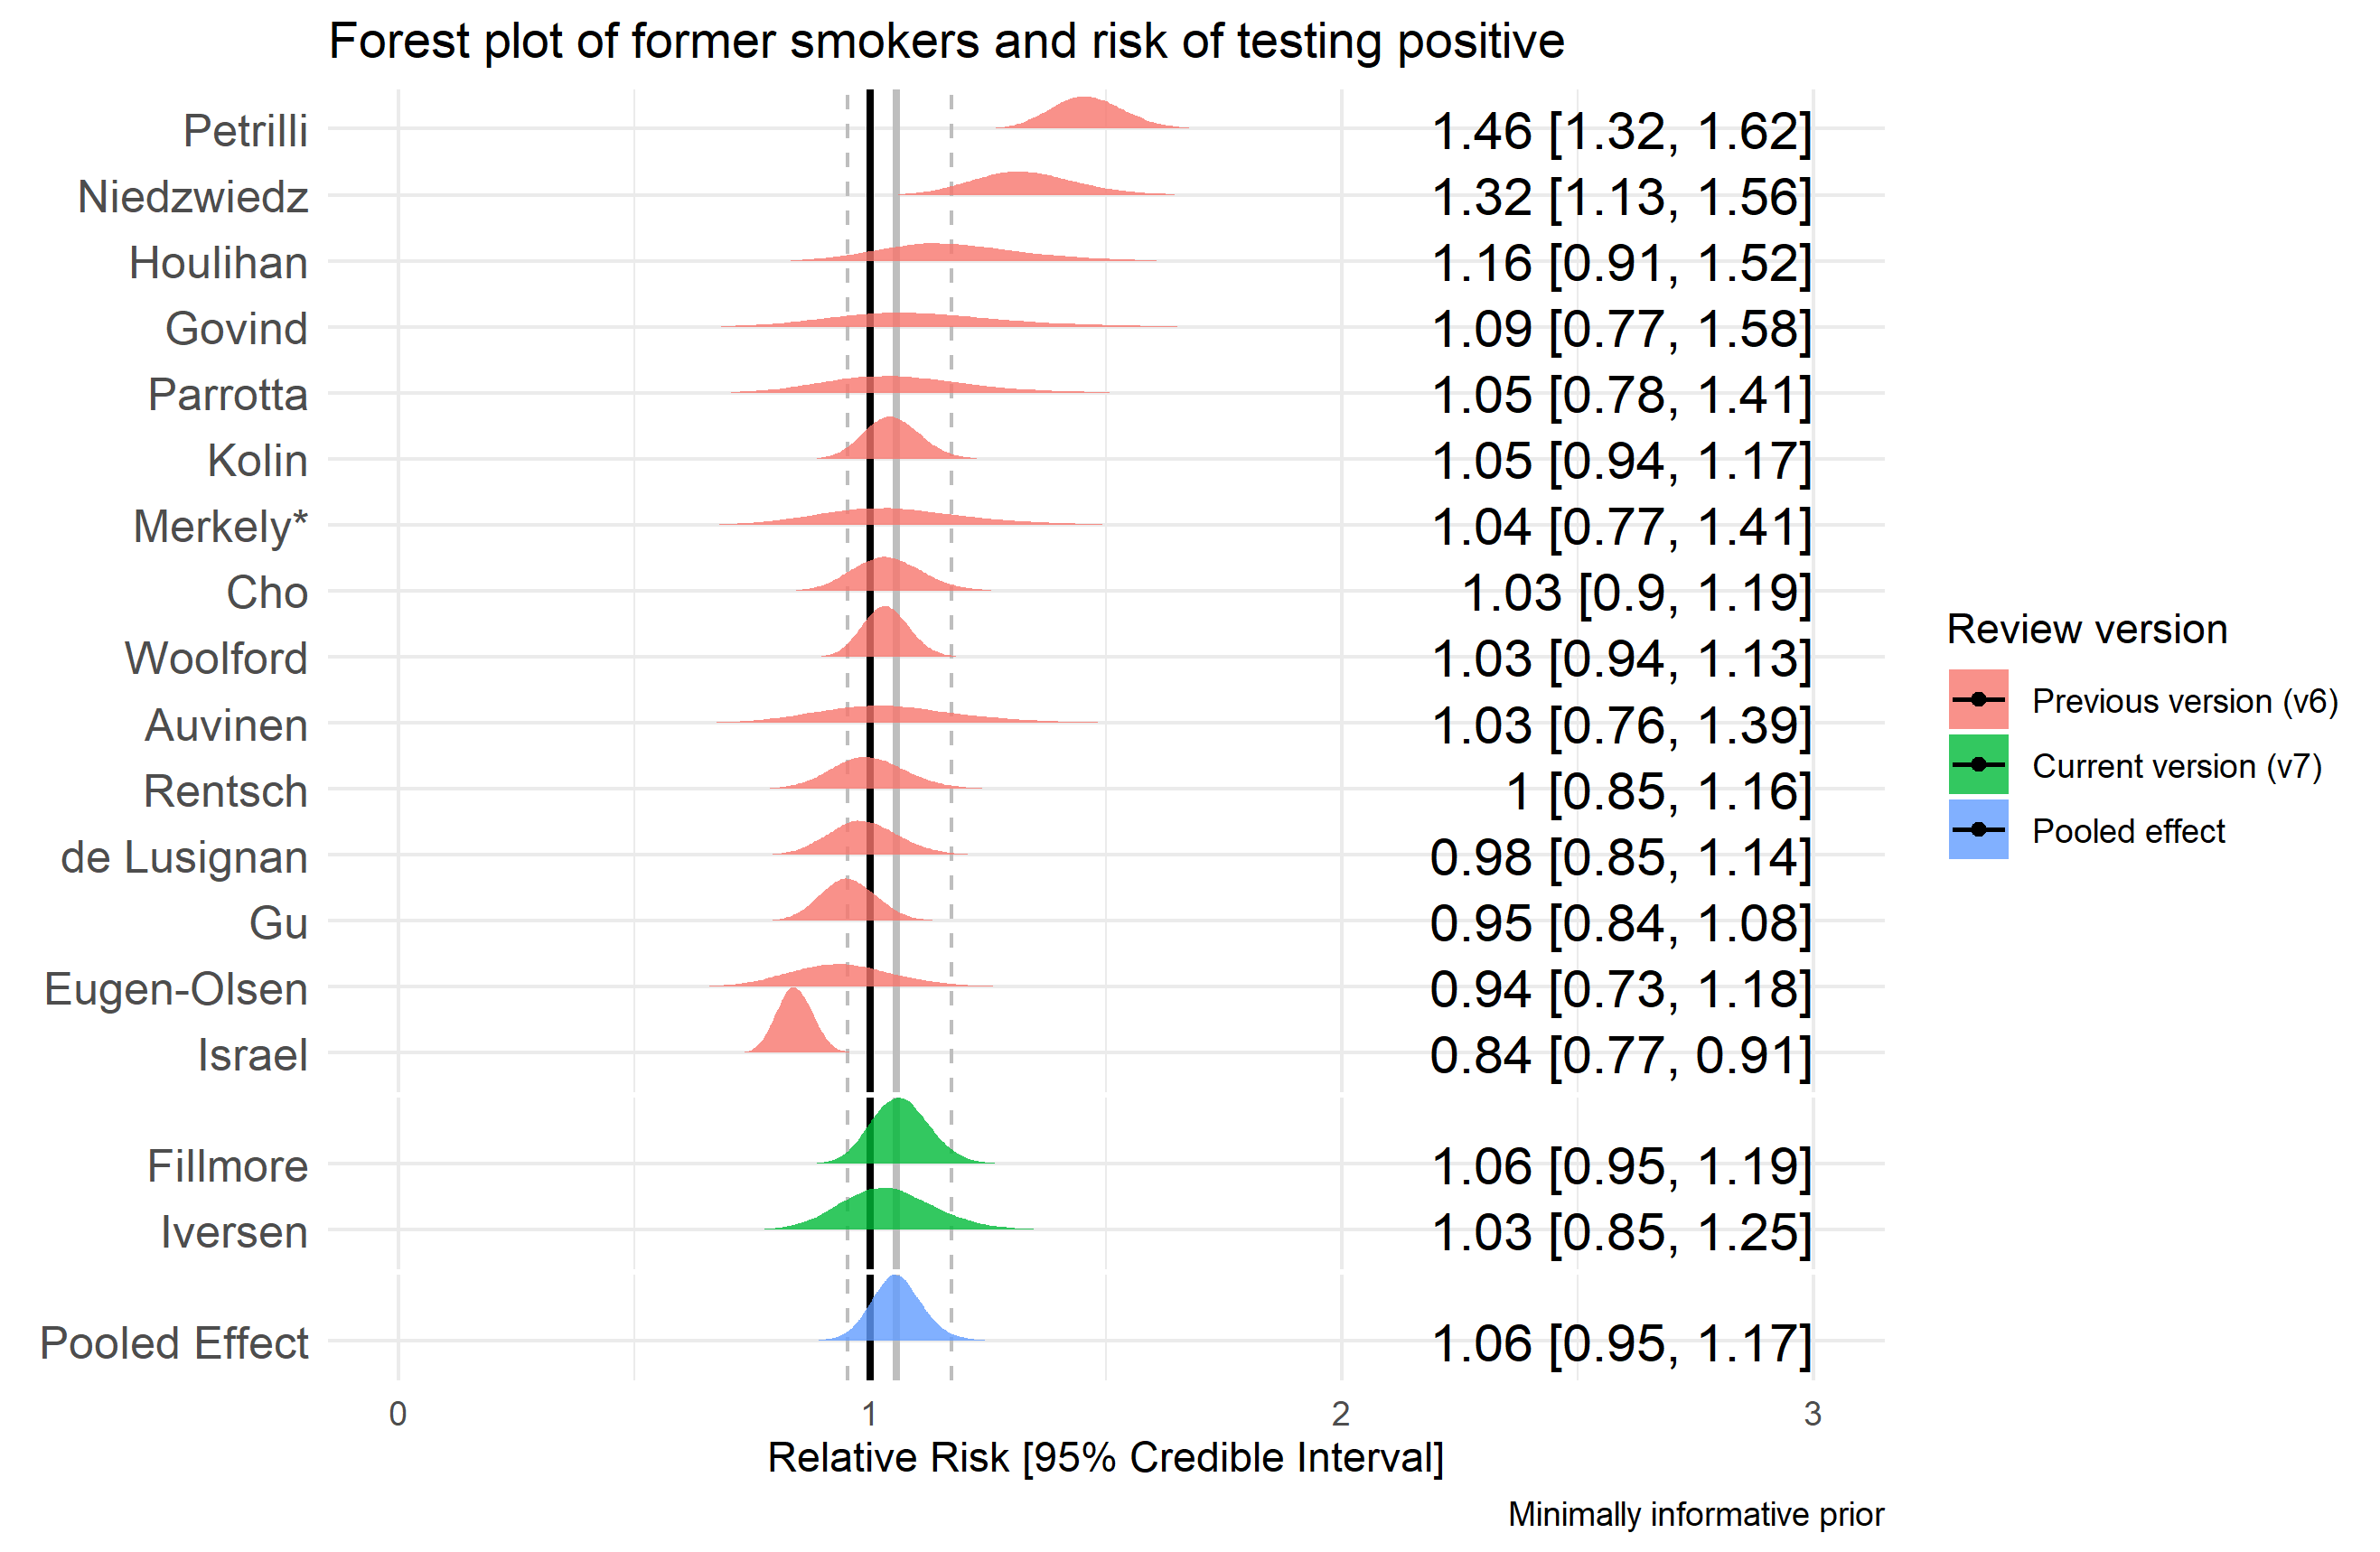 Forest plot of former smokers and risk of testing positive
Petrilli 1.46 [1.32, 1.62]
Niedzwiedz 1.32 [1.13, 1.56]
Houlihan 1.16 [0.91, 1.52]
Govind 1.09 [0.77, 1.58]
Parrotta 1.05 [0.78, 1.41]
Kolin 1.05 [0.94, 1.17]
Merkely* 1.04 [0.77, 1.41]
Cho 1.03 [0.9, 1.19]
Woolford 1.03 [0.94, 1.13]
Auvinen 1.03 [0.76, 1.39]
Rentsch 1 [0.85, 1.16]
de Lusignan 0.98 [0.85, 1.14]
Gu 0.95 [0.84, 1.08]
Eugen-Olsen 0.94 [0.73, 1.18]
Israel 0.84 [0.77, 0.91]
Fillmore 1.06 [0.95, 1.19]
Iversen 1.03 [0.85, 1.25]
Pooled Effect 1.06 [0.95, 1.17]
0 1 2 3
Relative Risk [95% Credible Interval]
Minimally informative prior
Review version
Previous version (v6)
Current version (v7)
Pooled effect